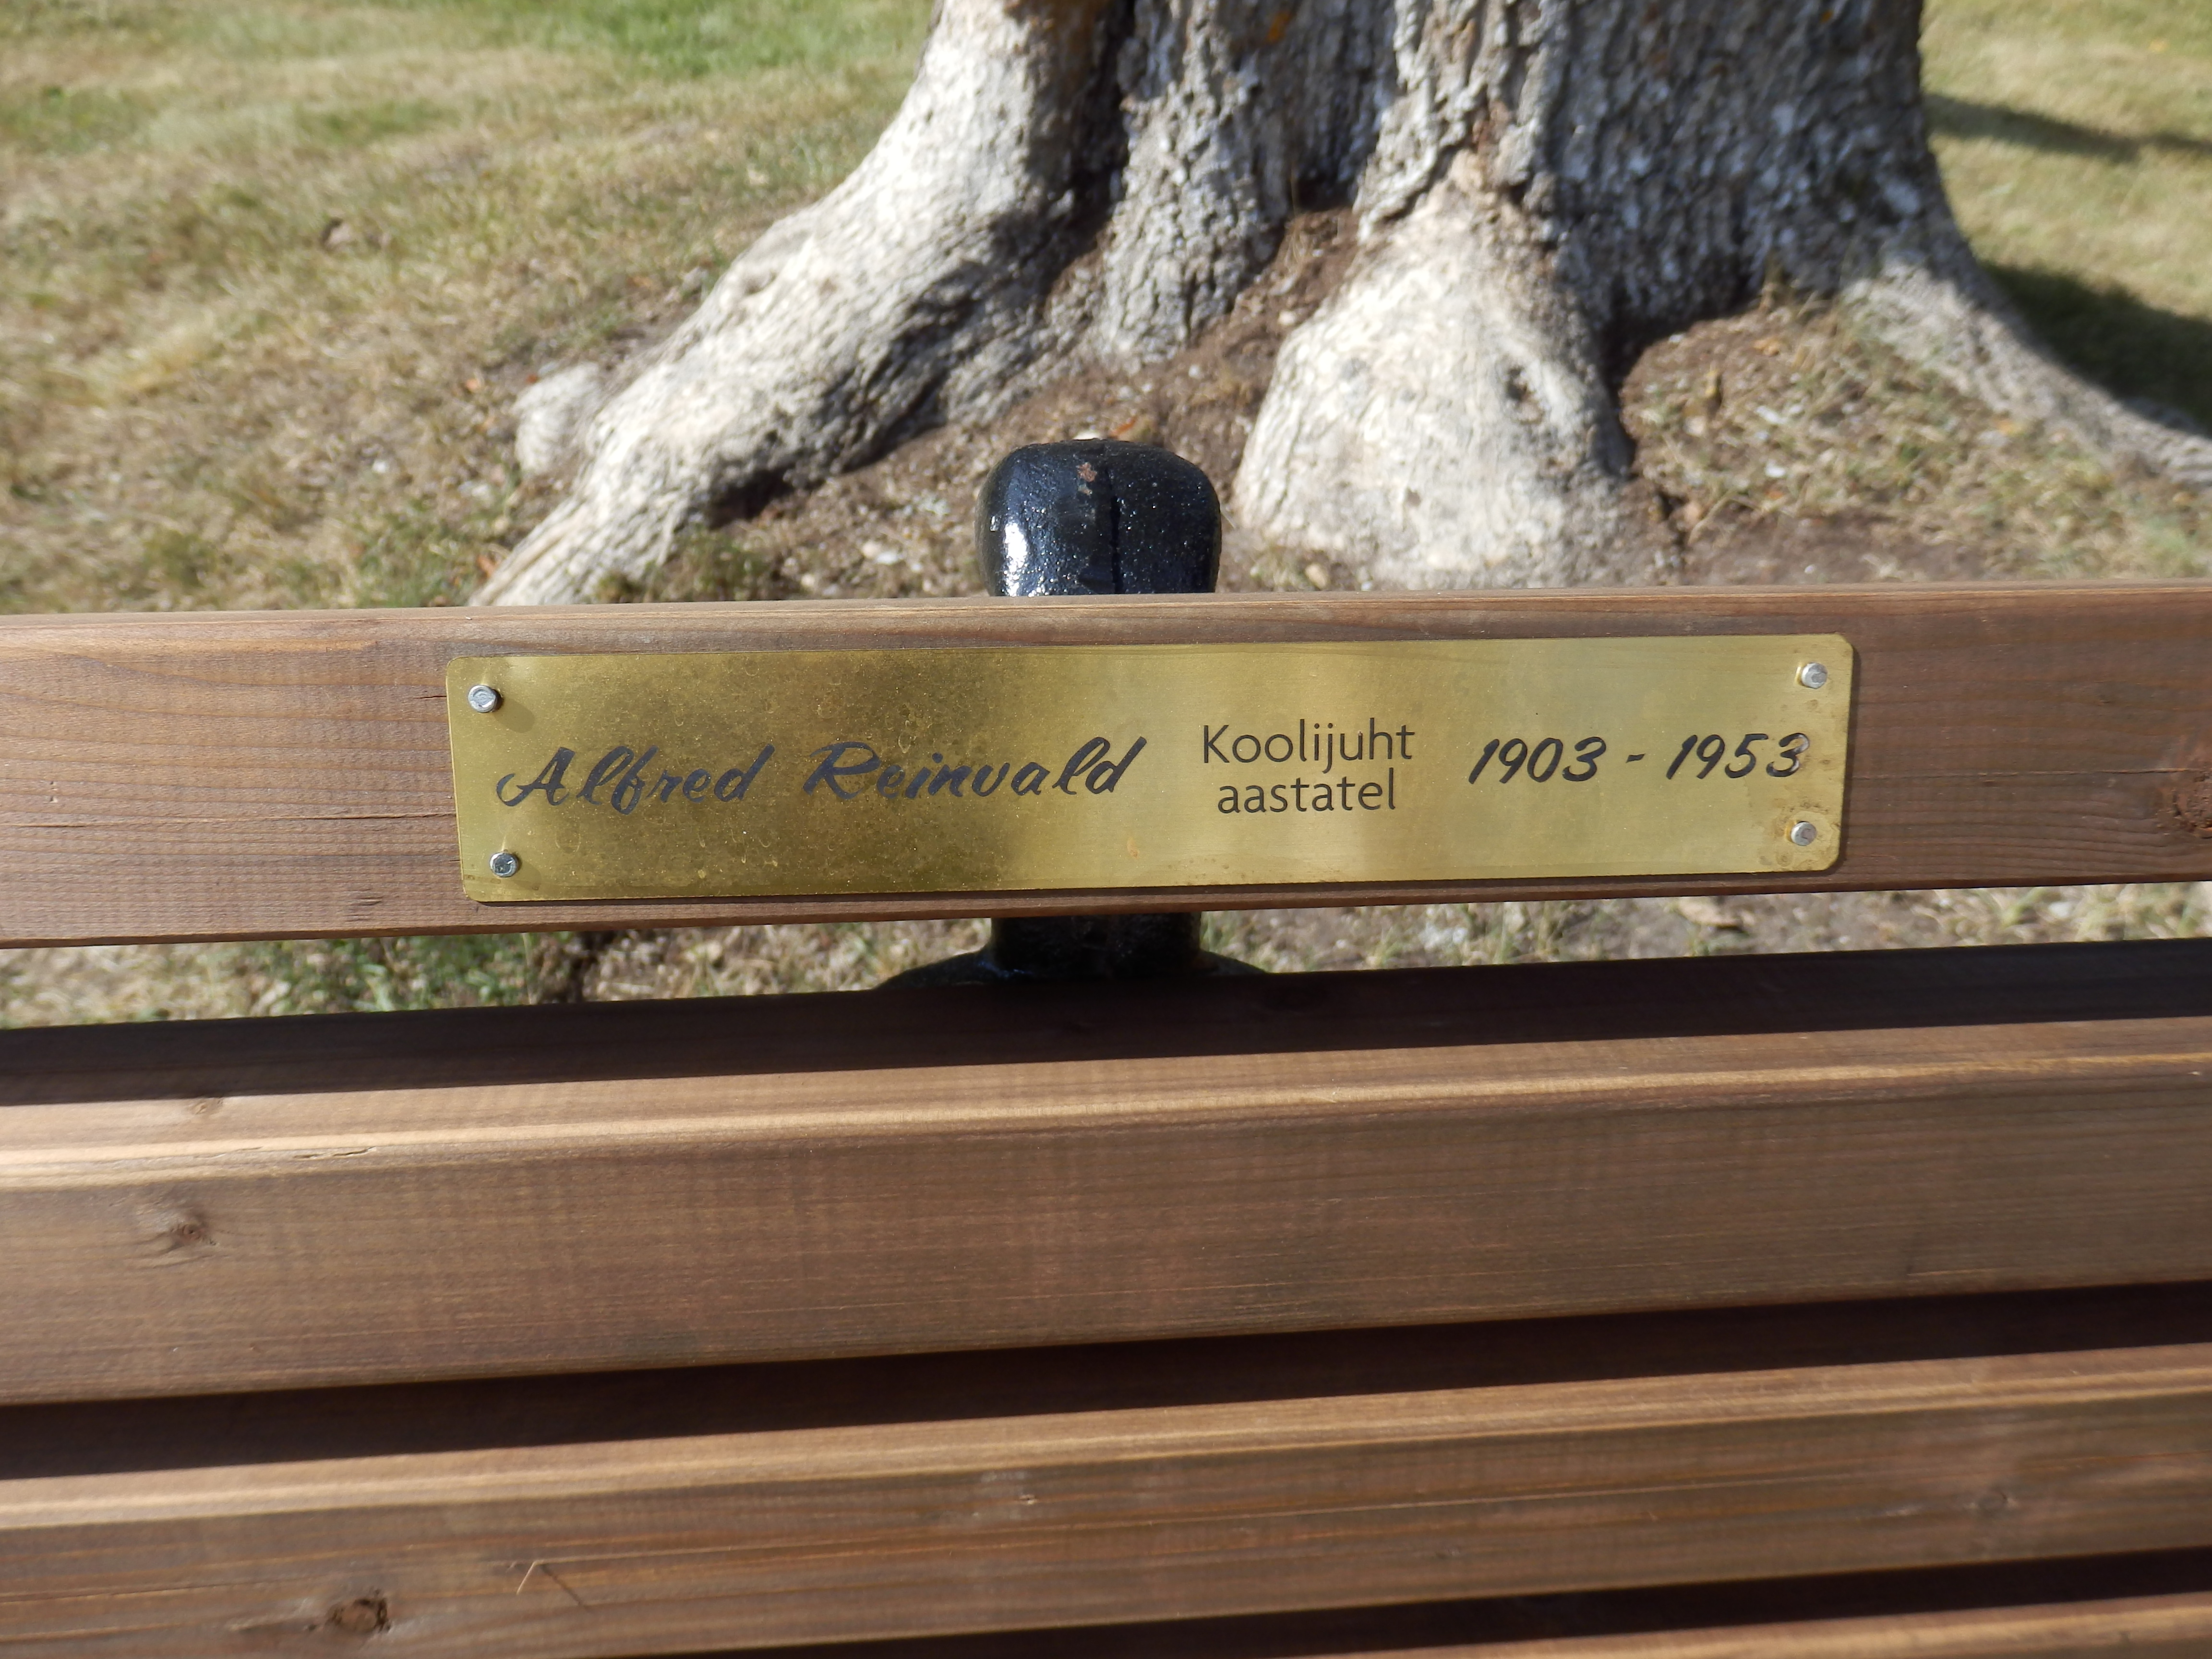 Alfred Reinvald
Koolijuht
aastatel
1903 - 1953